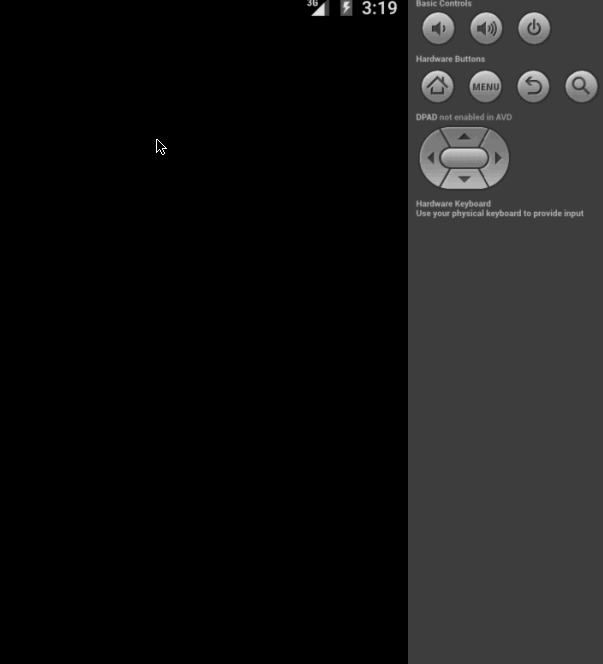 3G 3:19
Basic Controls
Hardware Buttons
MENU
DPAD not enabled in AVD
Hardware Keyboard
Use your physical keyboard to provide input